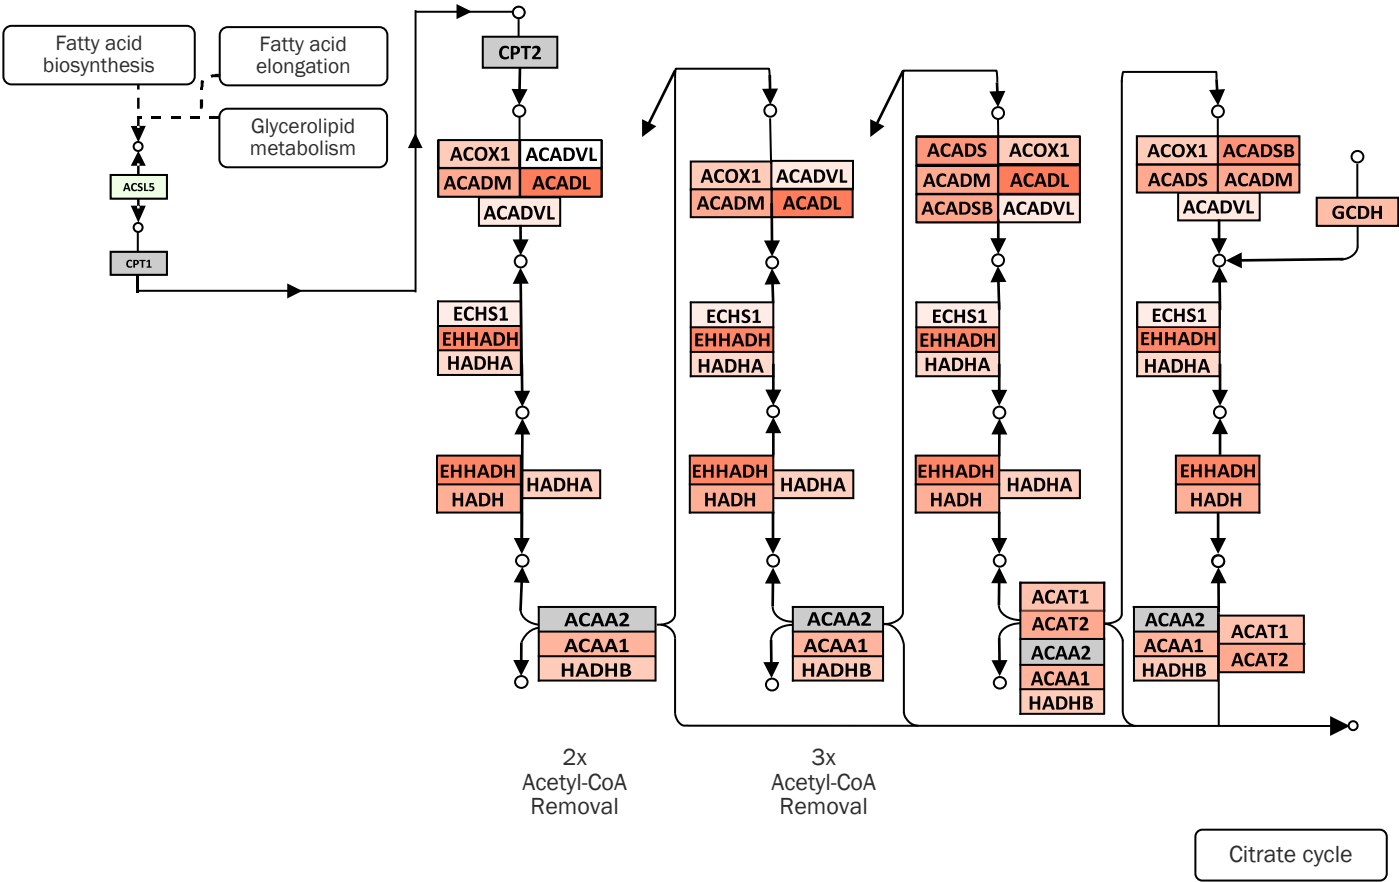 Fatty acid
biosynthesis
Fatty acid
elongation
Glycerolipid
metabolism
ACSL5
CPT1
CPT2
ACOX1 ACADVL
ACADM ACADL
ACADVL
ECHS1
EHHADH
HADHA
EHHADH
HADH
HADHA
ACAA2
ACAA1
HADHB
2x
Acetyl-CoA
Removal
ACOX1 ACADVL
ACADM ACADL
ECHS1
EHHADH
HADHA
EHHADH
HADH
HADHA
ACAA2
ACAA1
HADHB
3x
Acetyl-CoA
Removal
ACADS ACOX1
ACADM ACADL
ACADSB ACADVL
ECHS1
EHHADH
HADHA
EHHADH
HADH
HADHA
ACAT1
ACAT2
ACAA2
ACAA1
HADHB
ACOX1 ACADSB
ACADS ACADM
ACADVL
GCDH
ECHS1
EHHADH
HADHA
EHHADH
HADH
ACAA2
ACAA1
HADHB
ACAT1
ACAT2
Citrate cycle